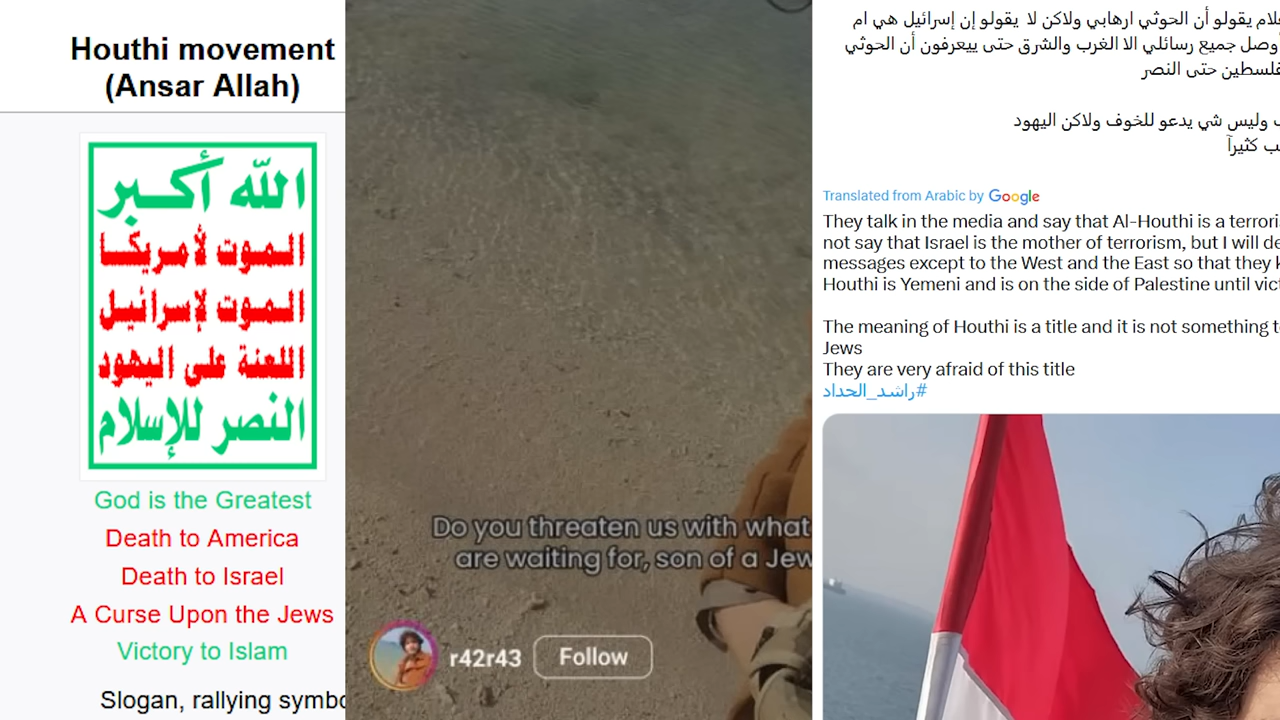 Houthi movement
(Ansar Allah)
الله أكبر
الموت لأمريكا
الموت لإسرائيل
اللعنة على اليهود
النصر للإسلام
God is the Greatest
Death to America
Death to Israel
A Curse Upon the Jews
Victory to Islam
Slogan, rallying
Do you threaten us with what
are waiting for, son of a Jew
r42r43
Follow
يقولو أن الحوثي ارهابي ولاكن لا يقولو إن إسرائيل هي ام
جميع رسائلي الا الغرب والشرق حتى ييعرفون أن الحوثي
حتى النصر
وليس شي يدعو للخوف ولاكن اليهود
كثيرآ
Translated from Arabic by Google
They talk in the media and say that Al-Houthi is a
not say that Israel is the mother of terrorism, but I will
messages except to the West and the East so that they
Houthi is Yemeni and is on the side of Palestine until
The meaning of Houthi is a title and it is not something
Jews
They are very afraid of this title
#راشد_الحداد